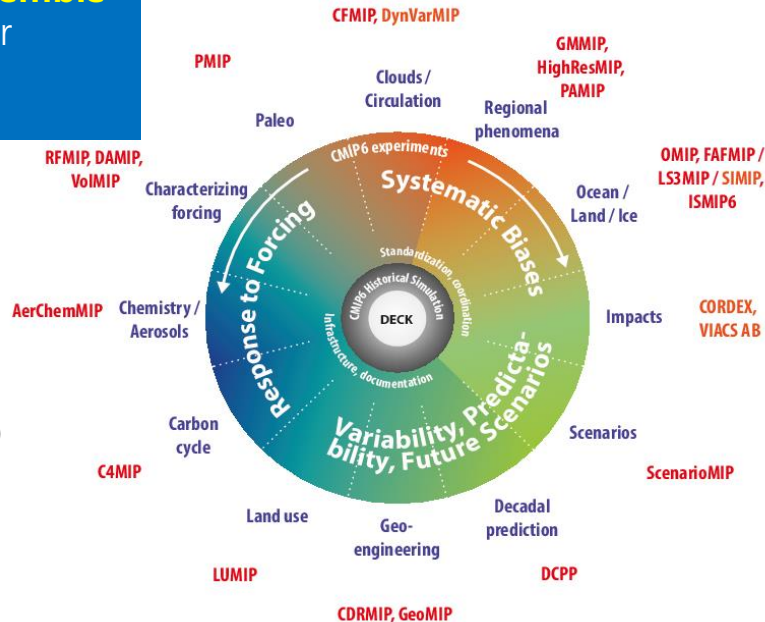 r
CFMIP, DynVarMIP
PMIP
GMMIP,
HighResMIP,
PAMIP
Clouds /
Circulation
Regional
phenomena
Paleo
RFMIP, DAMIP,
VolMIP
Characterizing
forcing
OMIP, FAFMIP /
LS3MIP / SIMIP,
ISMIP6
Ocean /
Land / Ice
CMIP6 experiments
Systematic Biases
Response to Forcing
Variability, Predicta-
bility, Future Scenarios
Standardization, coordination
Infrastructure, documentation
CMIP6 Historical Simulation
DECK
AerChemMIP
Chemistry /
Aerosols
Impacts
CORDEX,
VIACS AB
Carbon
cycle
Scenarios
C4MIP
ScenarioMIP
Land use
Geo-
engineering
Decadal
prediction
LUMIP
DCPP
CDRMIP, GeoMIP